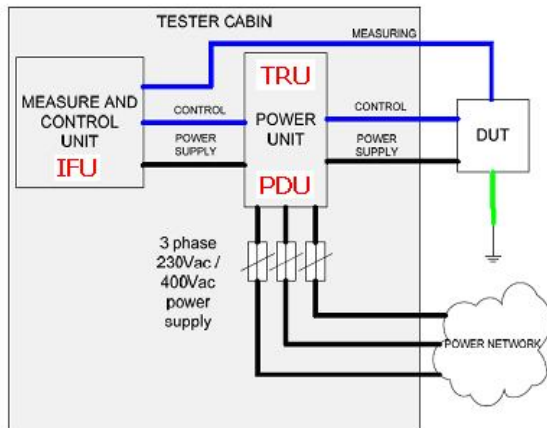 TESTER CABIN
MEASURING
MEASURE AND
CONTROL
UNIT
IFU
CONTROL
POWER
SUPPLY
TRU
POWER
UNIT
PDU
CONTROL
POWER
SUPPLY
DUT
3 phase
230Vac /
400Vac
power
supply
POWER NETWORK